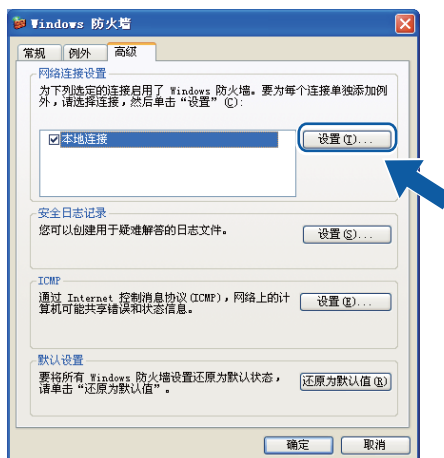 Windows 防火墙
常规 例外 高级
网络连接设置
为下列选定的连接启用了 Windows 防火墙。要为每个连接单独添加例
外，请选择连接，然后单击“设置”(C):
本地连接
设置(T)...
安全日志记录
您可以创建用于疑难解答的日志文件。
设置(S)...
ICMP
通过 Internet 控制消息协议(ICMP)，网络上的计
算机可能共享错误和状态信息。
设置(E)...
默认设置
要将所有 Windows 防火墙设置还原为默认状态，
请单击“还原为默认值”。
还原为默认值(R)
确定 取消